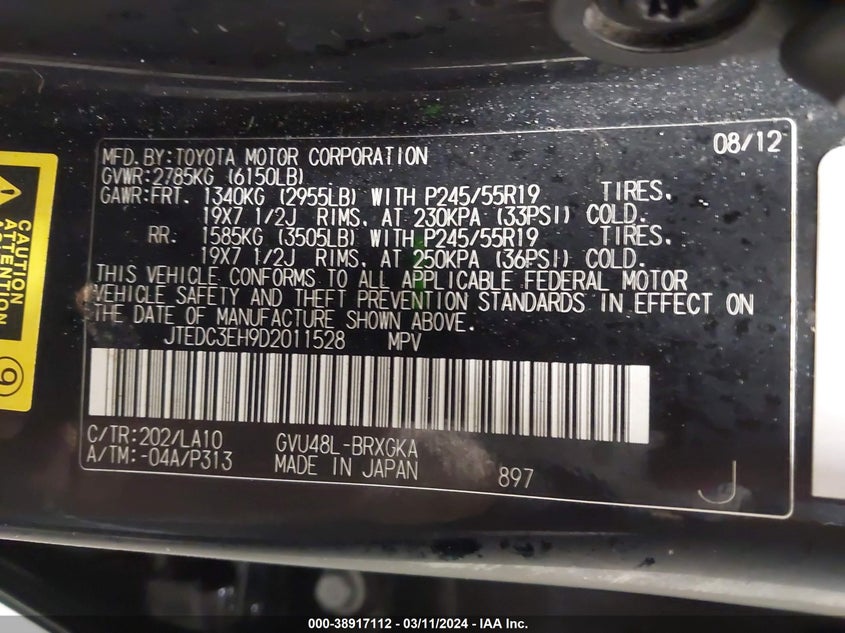 MFD.BY:TOYOTA MOTOR CORPORATION 08/12
GVWR:2785KG (6150LB)
GAWR:FRT. 1340KG (2955LB) WITH P245/55R19 TIRES.
19X7 1/2J RIMS. AT 230KPA (33PSI) COLD.
RR. 1585KG (3505LB) WITH P245/55R19 TIRES.
19X7 1/2J RIMS. AT 250KPA (36PSI) COLD.
THIS VEHICLE CONFORMS TO ALL APPLICABLE FEDERAL MOTOR
VEHICLE SAFETY AND THEFT PREVENTION STANDARDS IN EFFECT ON
THE DATE OF MANUFACTURE SHOWN ABOVE.
JTEDC3EH9D2011528 MPV
C/TR:202/LA10 GVU48L-BRXGKA
A/TM:-04A/P313 MADE IN JAPAN 897 J
CAUTION
ATTENTION
9
000-38917112 - 03/11/2024 - IAA Inc.